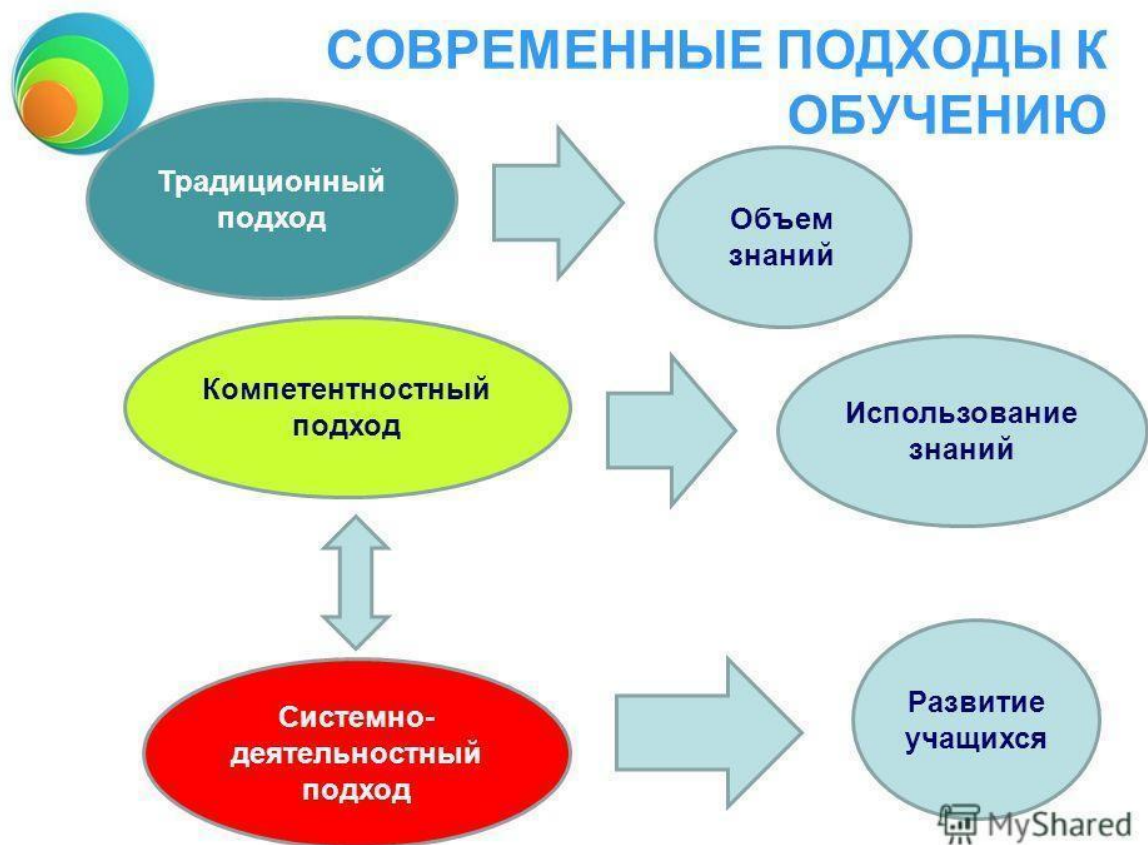 СОВРЕМЕННЫЕ ПОДХОДЫ К
ОБУЧЕНИЮ
Традиционный
подход
Объем
знаний
Компетентностный
подход
Использование
знаний
Системно-
деятельностный
подход
Развитие
учащихся
MyShared